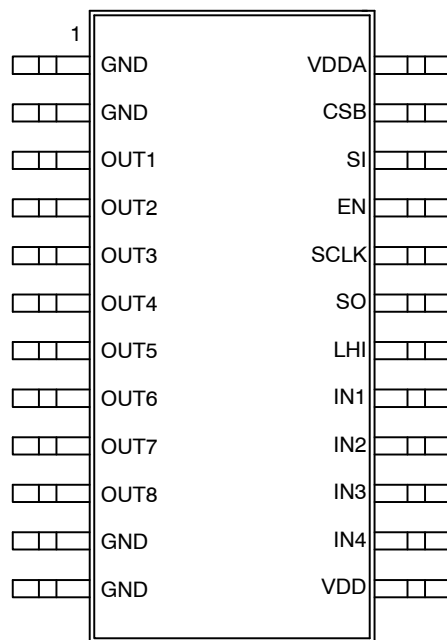 1
GND VDDA
GND CSB
OUT1 SI
OUT2 EN
OUT3 SCLK
OUT4 SO
OUT5 LHI
OUT6 IN1
OUT7 IN2
OUT8 IN3
GND IN4
GND VDD